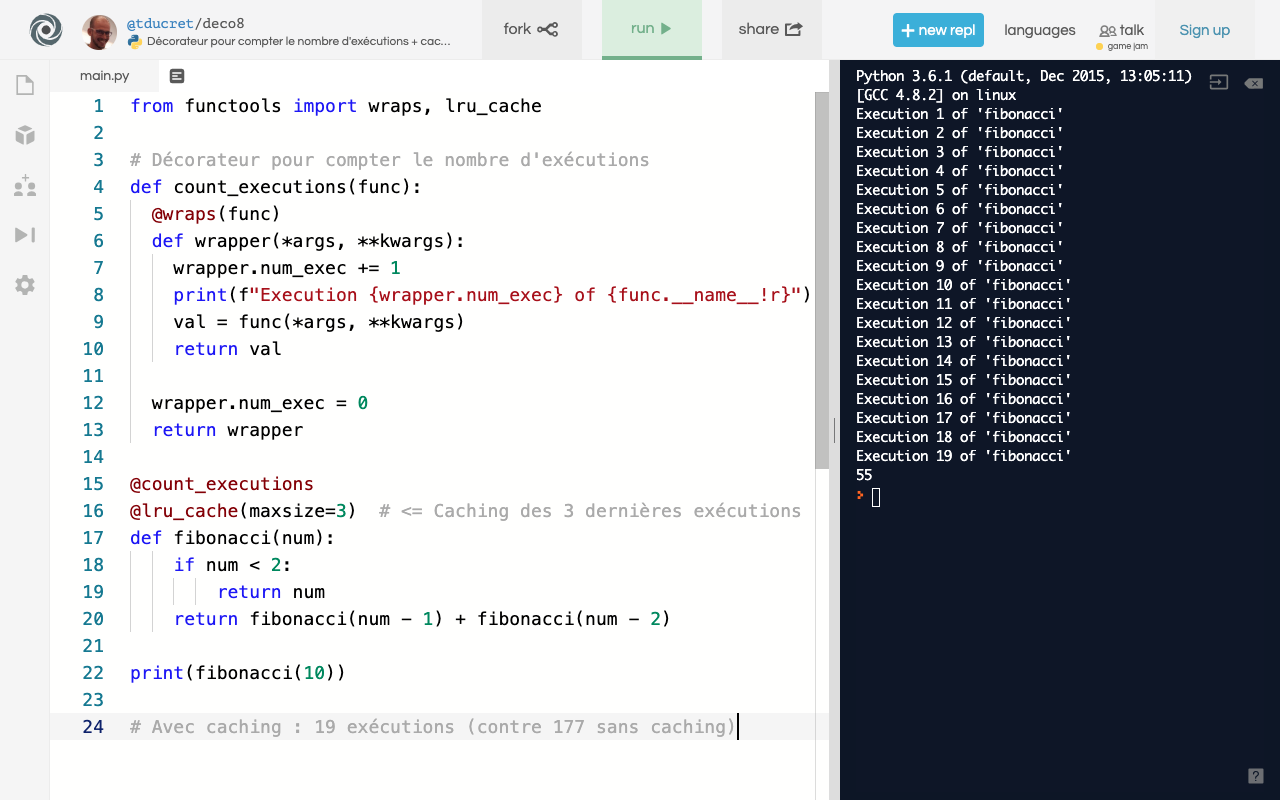 @tducret/deco8
Décorateur pour compter le nombre d'exécutions + cac...
fork
run
share
+ new repl
languages
talk
game jam
Sign up
main.py
1 from functools import wraps, lru_cache
2
3 # Décorateur pour compter le nombre d'exécutions
4 def count_executions(func):
5 @wraps(func)
6 def wrapper(*args, **kwargs):
7 wrapper.num_exec += 1
8 print(f"Execution {wrapper.num_exec} of {func.__name__!r}")
9 val = func(*args, **kwargs)
10 return val
11
12 wrapper.num_exec = 0
13 return wrapper
14
15 @count_executions
16 @lru_cache(maxsize=3)  # <= Caching des 3 dernières exécutions
17 def fibonacci(num):
18 if num < 2:
19 return num
20 return fibonacci(num - 1) + fibonacci(num - 2)
21
22 print(fibonacci(10))
23
24 # Avec caching : 19 exécutions (contre 177 sans caching)
Python 3.6.1 (default, Dec 2015, 13:05:11)
[GCC 4.8.2] on linux
Execution 1 of 'fibonacci'
Execution 2 of 'fibonacci'
Execution 3 of 'fibonacci'
Execution 4 of 'fibonacci'
Execution 5 of 'fibonacci'
Execution 6 of 'fibonacci'
Execution 7 of 'fibonacci'
Execution 8 of 'fibonacci'
Execution 9 of 'fibonacci'
Execution 10 of 'fibonacci'
Execution 11 of 'fibonacci'
Execution 12 of 'fibonacci'
Execution 13 of 'fibonacci'
Execution 14 of 'fibonacci'
Execution 15 of 'fibonacci'
Execution 16 of 'fibonacci'
Execution 17 of 'fibonacci'
Execution 18 of 'fibonacci'
Execution 19 of 'fibonacci'
55
?